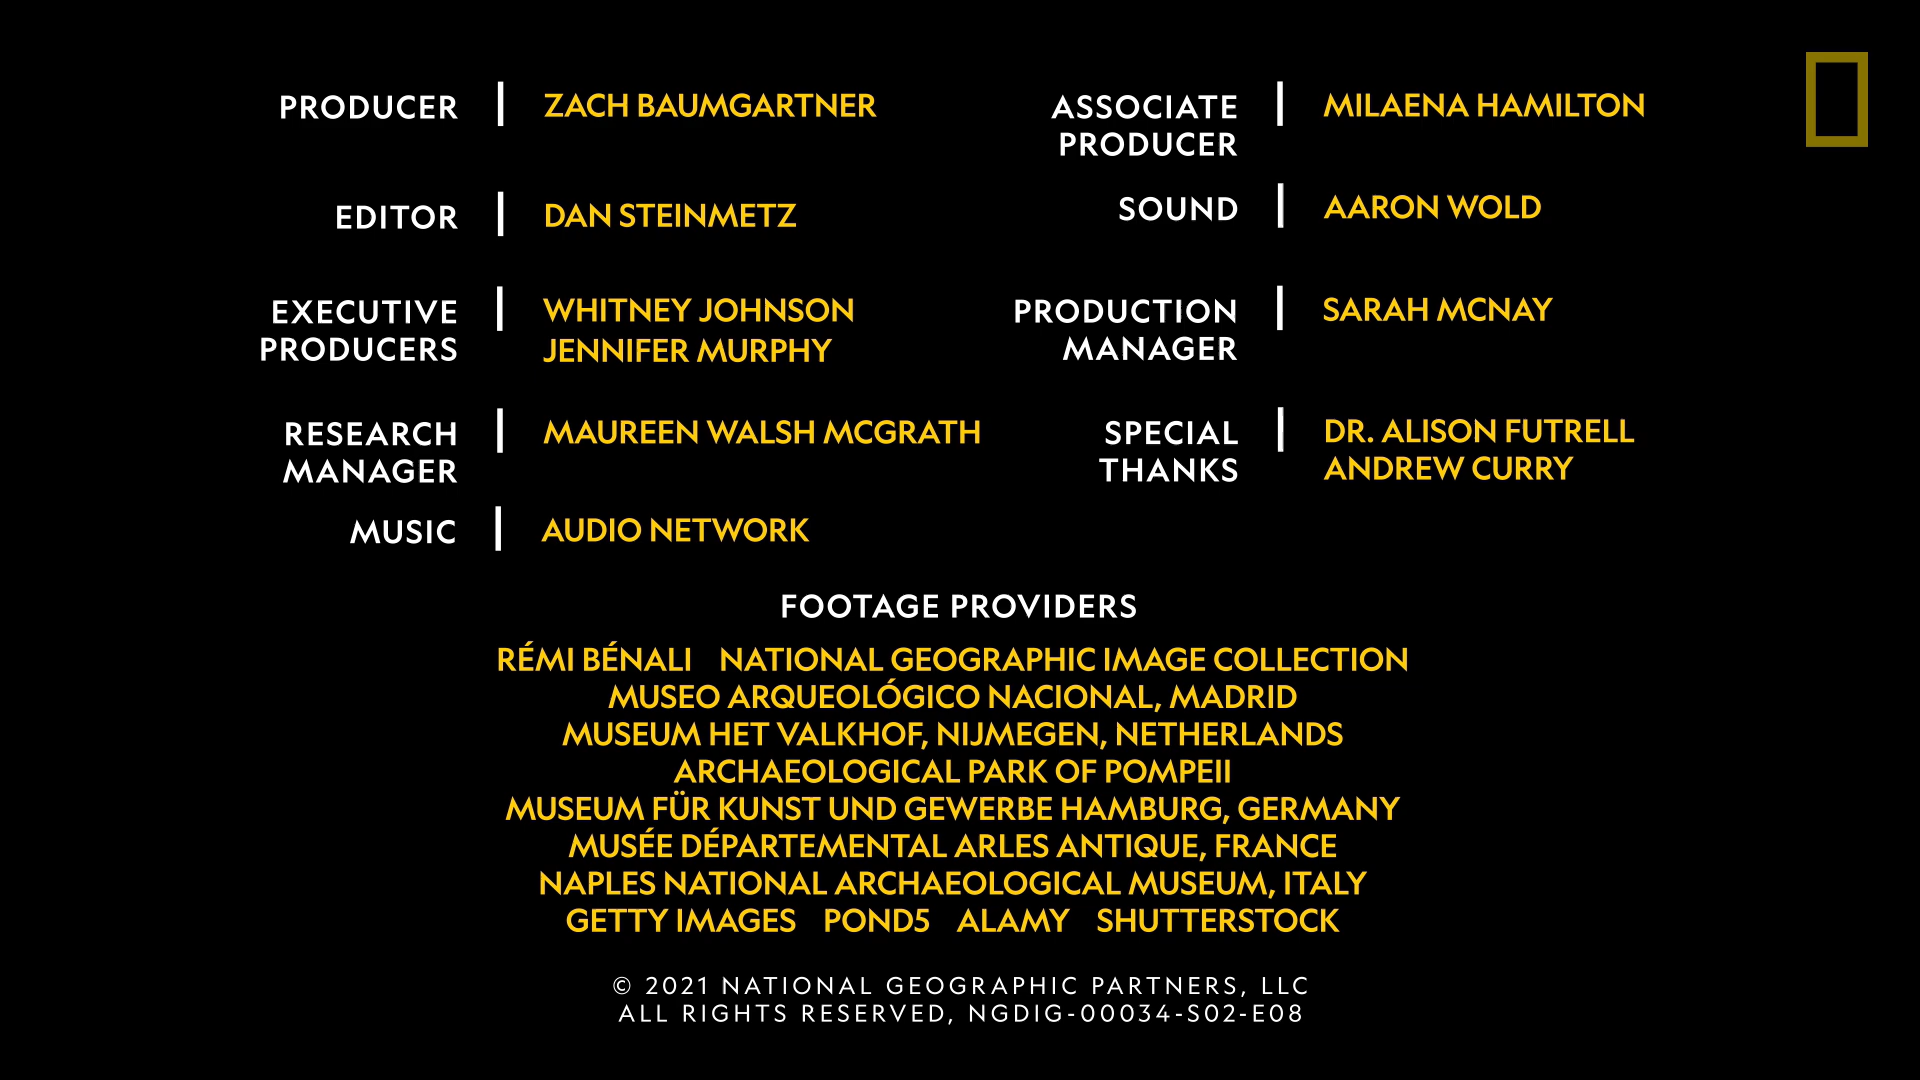 PRODUCER | ZACH BAUMGARTNER
EDITOR | DAN STEINMETZ
EXECUTIVE | WHITNEY JOHNSON
PRODUCERS JENNIFER MURPHY
RESEARCH | MAUREEN WALSH MCGRATH
MANAGER
MUSIC | AUDIO NETWORK
ASSOCIATE | MILAENA HAMILTON
PRODUCER
SOUND | AARON WOLD
PRODUCTION | SARAH MCNAY
MANAGER
SPECIAL | DR. ALISON FUTRELL
THANKS ANDREW CURRY
FOOTAGE PROVIDERS
RÉMI BÉNALI NATIONAL GEOGRAPHIC IMAGE COLLECTION
MUSEO ARQUEOLÓGICO NACIONAL, MADRID
MUSEUM HET VALKHOF, NIJMEGEN, NETHERLANDS
ARCHAEOLOGICAL PARK OF POMPEII
MUSEUM FÜR KUNST UND GEWERBE HAMBURG, GERMANY
MUSÉE DÉPARTEMENTAL ARLES ANTIQUE, FRANCE
NAPLES NATIONAL ARCHAEOLOGICAL MUSEUM, ITALY
GETTY IMAGES POND5 ALAMY SHUTTERSTOCK
© 2021 NATIONAL GEOGRAPHIC PARTNERS, LLC
ALL RIGHTS RESERVED, NGDIG-00034-S02-E08